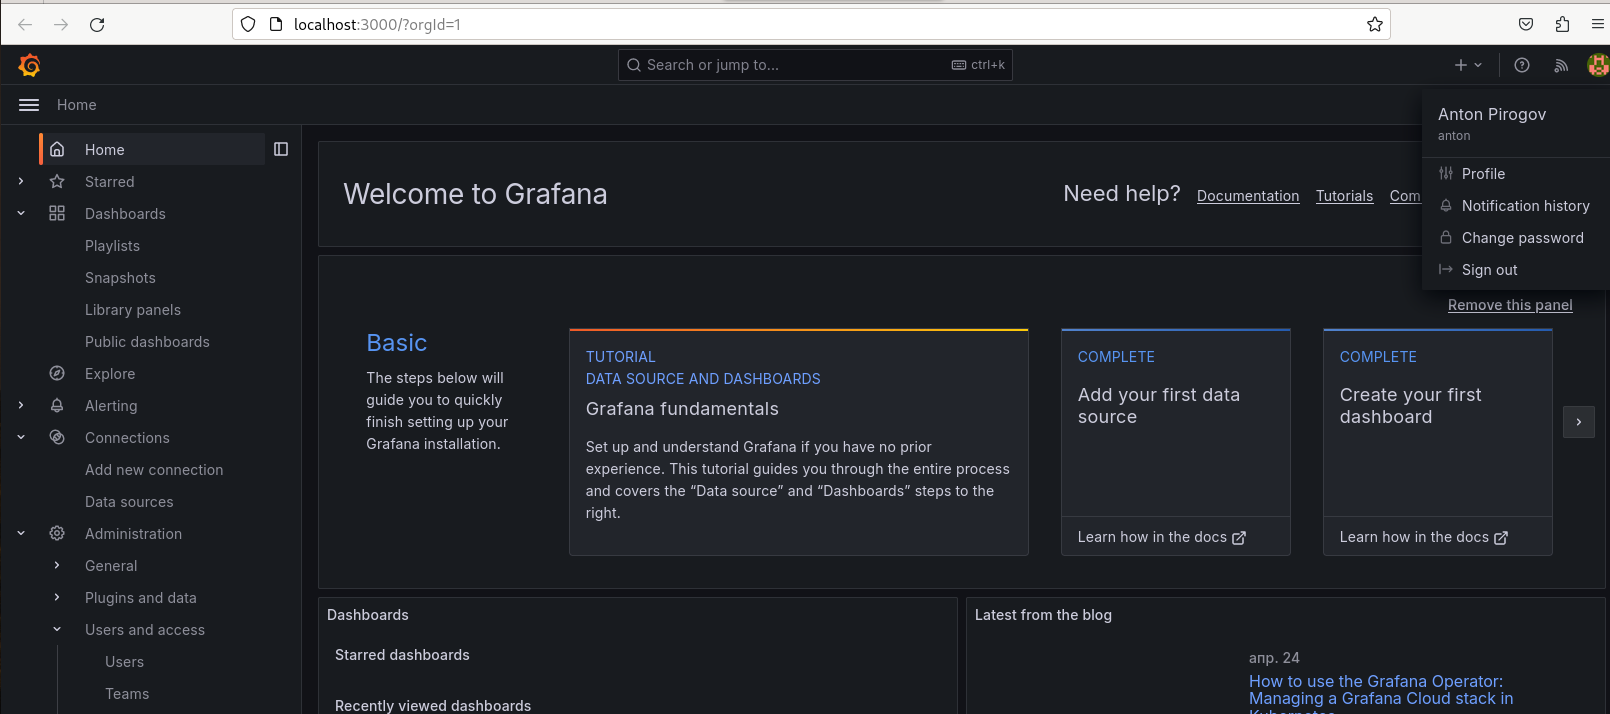 localhost:3000/?orgId=1
Search or jump to...
ctrl+k
Home
Anton Pirogov
anton
Profile
Notification history
Change password
Sign out
Home
Starred
Dashboards
Playlists
Snapshots
Library panels
Public dashboards
Explore
Alerting
Connections
Add new connection
Data sources
Administration
General
Plugins and data
Users and access
Users
Teams
Welcome to Grafana
Need help?
Documentation
Tutorials
Com
Remove this panel
Basic
The steps below will
guide you to quickly
finish setting up your
Grafana installation.
TUTORIAL
DATA SOURCE AND DASHBOARDS
Grafana fundamentals
Set up and understand Grafana if you have no prior
experience. This tutorial guides you through the entire process
and covers the “Data source” and “Dashboards” steps to the
right.
COMPLETE
Add your first data
source
Learn how in the docs
COMPLETE
Create your first
dashboard
Learn how in the docs
Dashboards
Starred dashboards
Recently viewed dashboards
Latest from the blog
апр. 24
How to use the Grafana Operator:
Managing a Grafana Cloud stack in